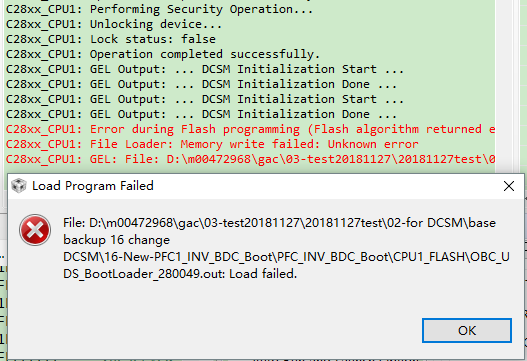 C28xx_CPU1: Performing Security Operation...
C28xx_CPU1: Unlocking device...
C28xx_CPU1: Lock status: false
C28xx_CPU1: Operation completed successfully.
C28xx_CPU1: GEL Output: ... DCSM Initialization Start ...
C28xx_CPU1: GEL Output: ... DCSM Initialization Done ...
C28xx_CPU1: GEL Output: ... DCSM Initialization Start ...
C28xx_CPU1: GEL Output: ... DCSM Initialization Done ...
C28xx_CPU1: Error during Flash programming (Flash algorithm returned e
C28xx_CPU1: File Loader: Memory write failed: Unknown error
C28xx_CPU1: GEL: File: D:\m00472968\gac\03-test20181127\20181127test\0
Load Program Failed
File: D:\m00472968\gac\03-test20181127\20181127test\02-for DCSM\base
backup 16 change
DCSM\16-New-PFC1_INV_BDC_Boot\PFC_INV_BDC_Boot\CPU1_FLASH\OBC_U
DS_BootLoader_280049.out: Load failed.
OK